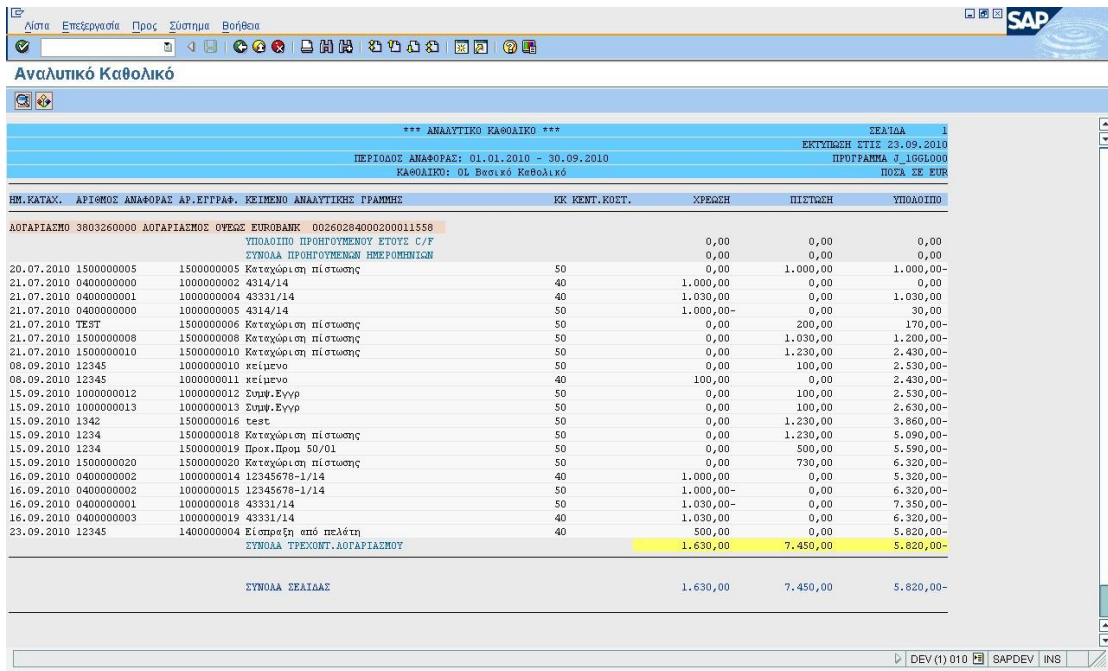 Λίστα Επεξεργασία Προς Σύστημα Βοήθεια
SAP
Αναλυτικό Καθολικό
*** ΑΝΑΛΥΤΙΚΟ ΚΑΘΟΛΙΚΟ *** ΣΕΛΊΔΑ 1
ΕΚΤΥΠΩΣΗ ΣΤΙΣ 23.09.2010
ΠΕΡΙΟΔΟΣ ΑΝΑΦΟΡΑΣ: 01.01.2010 - 30.09.2010 ΠΡΟΓΡΑΜΜΑ J_1GGL000
ΚΑΘΟΛΙΚΟ: 0L Βασικό Καθολικό ΠΟΣΑ ΣΕ EUR
ΗΜ.ΚΑΤΑΧ. ΑΡΙΘΜΟΣ ΑΝΑΦΟΡΑΣ ΑΡ.ΕΓΓΡΑΦ. ΚΕΙΜΕΝΟ ΑΝΑΛΥΤΙΚΗΣ ΓΡΑΜΜΗΣ ΚΚ ΚΕΝΤ.ΚΟΣΤ. ΧΡΕΩΣΗ ΠΙΣΤΩΣΗ ΥΠΟΛΟΙΠΟ
ΛΟΓΑΡΙΑΣΜΟ 3803260000 ΛΟΓΑΡΙΑΣΜΟΣ ΟΨΕΩΣ EUROBANK 00260284000200011558
ΥΠΟΛΟΙΠΟ ΠΡΟΗΓΟΥΜΕΝΟΥ ΕΤΟΥΣ C/F 0,00 0,00 0,00
ΣΥΝΟΛΑ ΠΡΟΗΓΟΥΜΕΝΩΝ ΗΜΕΡΟΜΗΝΙΩΝ 0,00 0,00 0,00
20.07.2010 1500000005 1500000005 Καταχώριση πίστωσης 50 0,00 1.000,00 1.000,00-
21.07.2010 0400000000 1000000002 4314/14 40 1.000,00 0,00 0,00
21.07.2010 0400000001 1000000004 43331/14 40 1.030,00 0,00 1.030,00
21.07.2010 0400000000 1000000005 4314/14 50 1.000,00- 0,00 30,00
21.07.2010 TEST 1500000006 Καταχώριση πίστωσης 50 0,00 200,00 170,00-
21.07.2010 1500000008 1500000008 Καταχώριση πίστωσης 50 0,00 1.030,00 1.200,00-
21.07.2010 1500000010 1500000010 Καταχώριση πίστωσης 50 0,00 1.230,00 2.430,00-
08.09.2010 12345 1000000010 κείμενο 50 0,00 100,00 2.530,00-
08.09.2010 12345 1000000011 κείμενο 40 100,00 0,00 2.430,00-
15.09.2010 1000000012 1000000012 Συμψ.Εγγρ 50 0,00 100,00 2.530,00-
15.09.2010 1000000013 1000000013 Συμψ.Εγγρ 50 0,00 100,00 2.630,00-
15.09.2010 1342 1500000016 test 50 0,00 1.230,00 3.860,00-
15.09.2010 1234 1500000018 Καταχώριση πίστωσης 50 0,00 1.230,00 5.090,00-
15.09.2010 1234 1500000019 Προκ.Προμ 50/01 50 0,00 500,00 5.590,00-
15.09.2010 1500000020 1500000020 Καταχώριση πίστωσης 50 0,00 730,00 6.320,00-
16.09.2010 0400000002 1000000014 12345678-1/14 40 1.000,00 0,00 5.320,00-
16.09.2010 0400000002 1000000015 12345678-1/14 50 1.000,00- 0,00 6.320,00-
16.09.2010 0400000001 1000000018 43331/14 50 1.030,00- 0,00 7.350,00-
16.09.2010 0400000003 1000000019 43331/14 40 1.030,00 0,00 6.320,00-
23.09.2010 12345 1400000004 Είσπραξη από πελάτη 40 500,00 0,00 5.820,00-
ΣΥΝΟΛΑ ΤΡΕΧΟΝΤ.ΛΟΓΑΡΙΑΣΜΟΥ 1.630,00 7.450,00 5.820,00-
ΣΥΝΟΛΑ ΣΕΛΙΔΑΣ 1.630,00 7.450,00 5.820,00-
DEV (1) 010 SAPDEV INS